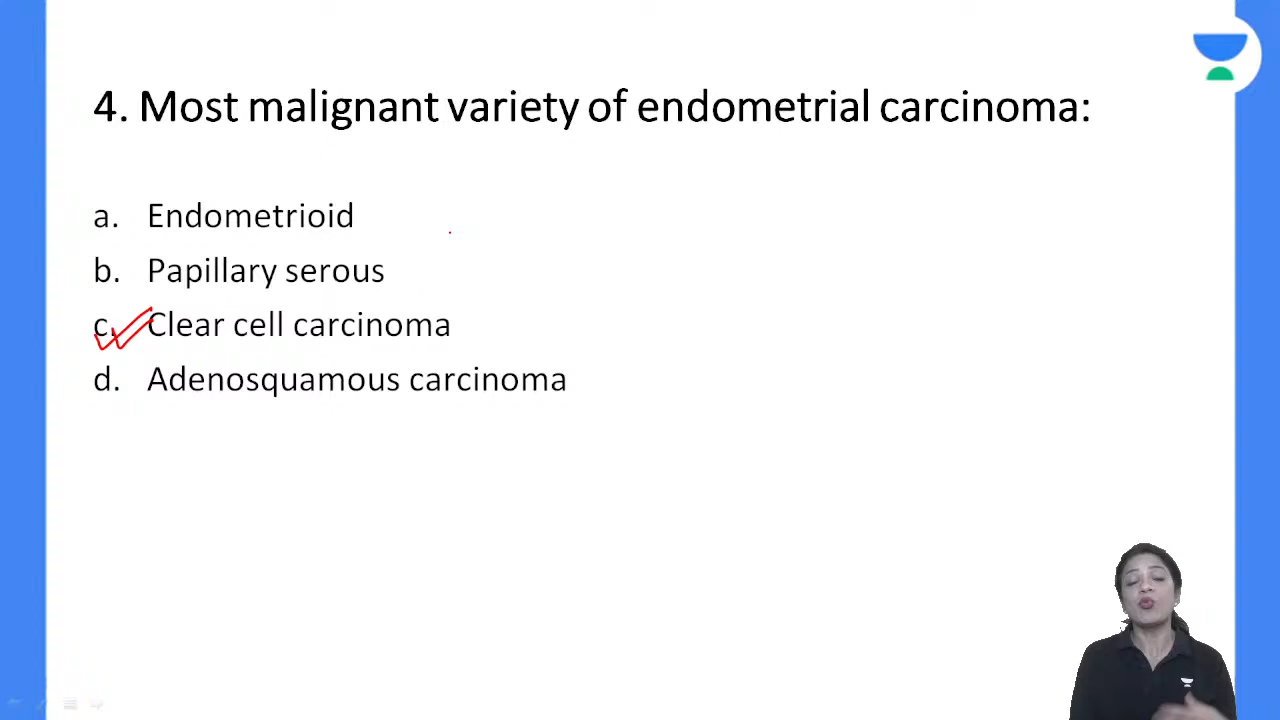 4. Most malignant variety of endometrial carcinoma:
a. Endometrioid
b. Papillary serous
c. Clear cell carcinoma
d. Adenosquamous carcinoma